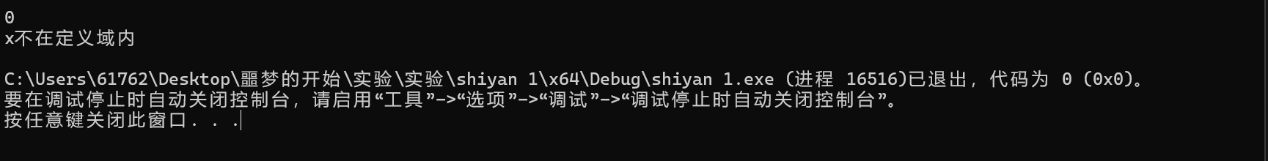 0
x不在定义域内
C:\Users\61762\Desktop\噩梦的开始\实验\实验\shiyan 1\x64\Debug\shiyan 1.exe (进程 16516)已退出，代码为 0 (0x0)。
要在调试停止时自动关闭控制台，请启用“工具”->“选项”->“调试”->“调试停止时自动关闭控制台”。
按任意键关闭此窗口. . .